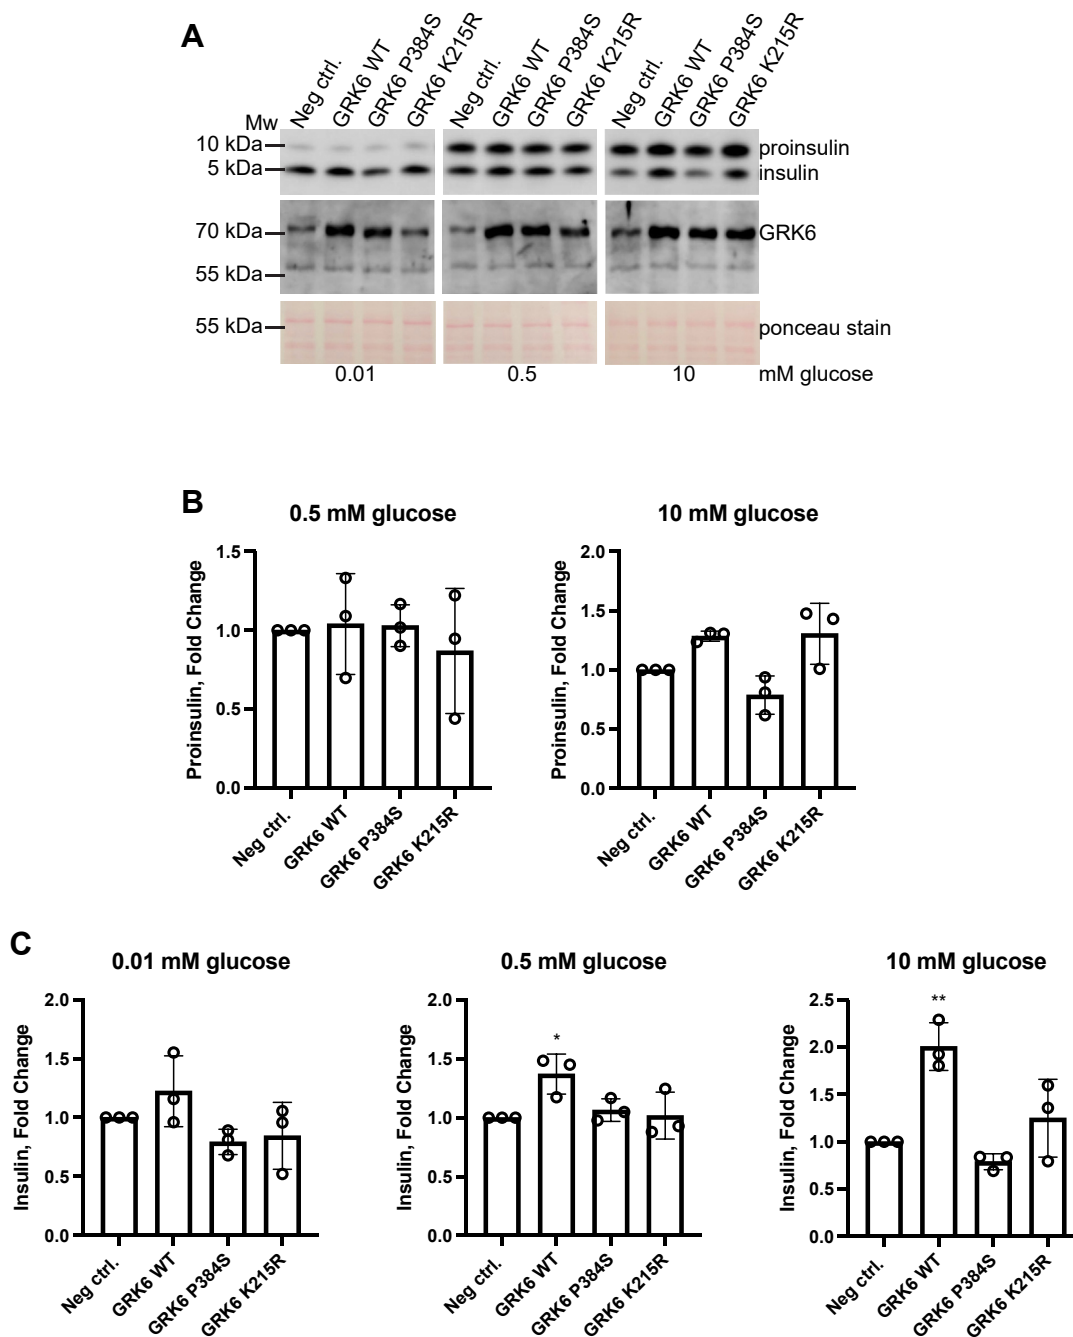 A
Neg ctrl.
GRK6 WT
GRK6 P384S
GRK6 K215R
Neg ctrl.
GRK6 WT
GRK6 P384S
GRK6 K215R
Neg ctrl.
GRK6 WT
GRK6 P384S
GRK6 K215R
Mw
10 kDa
proinsulin
5 kDa
insulin
70 kDa
GRK6
55 kDa
55 kDa
ponceau stain
0.01 0.5 10 mM glucose
B
0.5 mM glucose
Proinsulin, Fold Change
1.5
1.0
0.5
0.0
Neg ctrl.
GRK6 WT
GRK6 P384S
GRK6 K215R
10 mM glucose
Proinsulin, Fold Change
2.0
1.5
1.0
0.5
0.0
Neg ctrl.
GRK6 WT
GRK6 P384S
GRK6 K215R
C
0.01 mM glucose
Insulin, Fold Change
2.0
1.5
1.0
0.5
0.0
Neg ctrl.
GRK6 WT
GRK6 P384S
GRK6 K215R
0.5 mM glucose
Insulin, Fold Change
2.0
1.5
1.0
0.5
0.0
*
Neg ctrl.
GRK6 WT
GRK6 P384S
GRK6 K215R
10 mM glucose
Insulin, Fold Change
2.5
2.0
1.5
1.0
0.5
0.0
**
Neg ctrl.
GRK6 WT
GRK6 P384S
GRK6 K215R